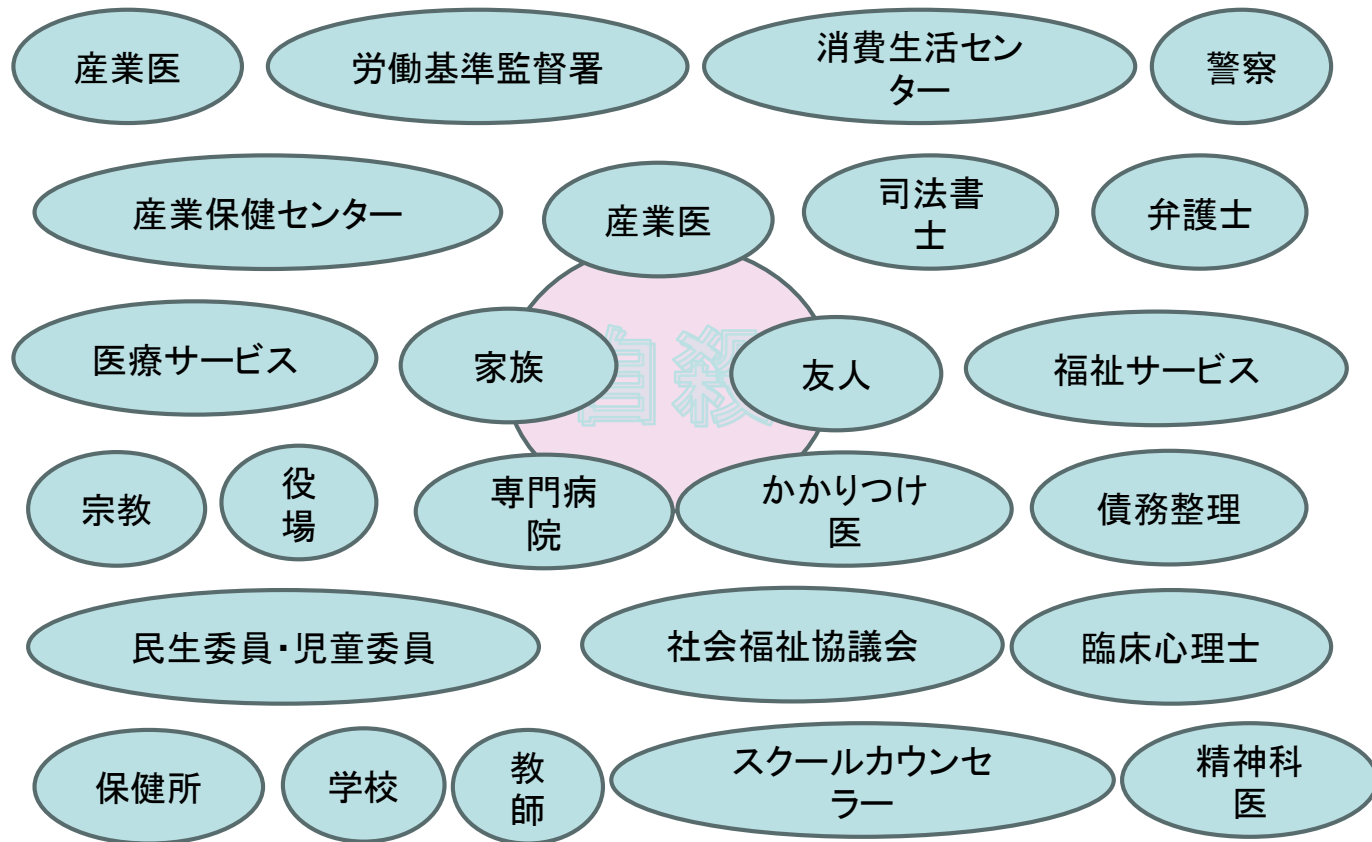 産業医
労働基準監督署
消費生活セン
ター
警察
産業保健センター
産業医
司法書
士
弁護士
医療サービス
家族
自殺
友人
福祉サービス
宗教
役
場
専門病
院
かかりつけ
医
債務整理
民生委員・児童委員
社会福祉協議会
臨床心理士
保健所
学校
教
師
スクールカウンセ
ラー
精神科
医